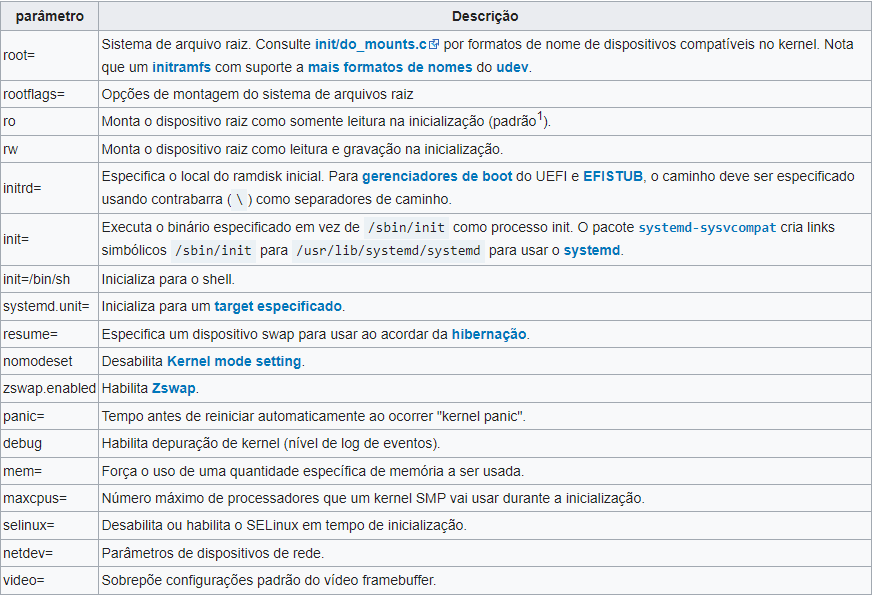 parâmetro Descrição
root= Sistema de arquivo raiz. Consulte init/do_mounts.c por formatos de nome de dispositivos compatíveis no kernel. Nota
que um initramfs com suporte a mais formatos de nomes do udev.
rootflags= Opções de montagem do sistema de arquivos raiz
ro Monta o dispositivo raiz como somente leitura na inicialização (padrão1).
rw Monta o dispositivo raiz como leitura e gravação na inicialização.
initrd= Especifica o local do ramdisk inicial. Para gerenciadores de boot do UEFI e EFISTUB, o caminho deve ser especificado
usando contrabarra ( \ ) como separadores de caminho.
init= Executa o binário especificado em vez de /sbin/init como processo init. O pacote systemd-sysvcompat cria links
simbólicos /sbin/init para /usr/lib/systemd/systemd para usar o systemd.
init=/bin/sh Inicializa para o shell.
systemd.unit= Inicializa para um target especificado.
resume= Especifica um dispositivo swap para usar ao acordar da hibernação.
nomodeset Desabilita Kernel mode setting.
zswap.enabled Habilita Zswap.
panic= Tempo antes de reiniciar automaticamente ao ocorrer "kernel panic".
debug Habilita depuração de kernel (nível de log de eventos).
mem= Força o uso de uma quantidade específica de memória a ser usada.
maxcpus= Número máximo de processadores que um kernel SMP vai usar durante a inicialização.
selinux= Desabilita ou habilita o SELinux em tempo de inicialização.
netdev= Parâmetros de dispositivos de rede.
video= Sobrepõe configurações padrão do vídeo framebuffer.